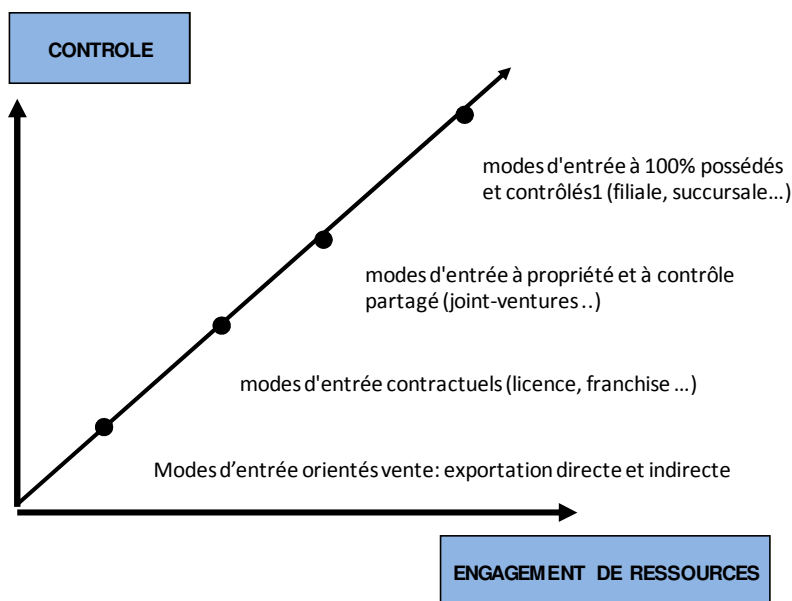 CONTROLE
modes d'entrée à 100% possédés
et contrôlés1 (filiale, succursale…)
modes d'entrée à propriété et à contrôle
partagé (joint-ventures ..)
modes d'entrée contractuels (licence, franchise …)
Modes d’entrée orientés vente: exportation directe et indirecte
ENGAGEMENT DE RESSOURCES